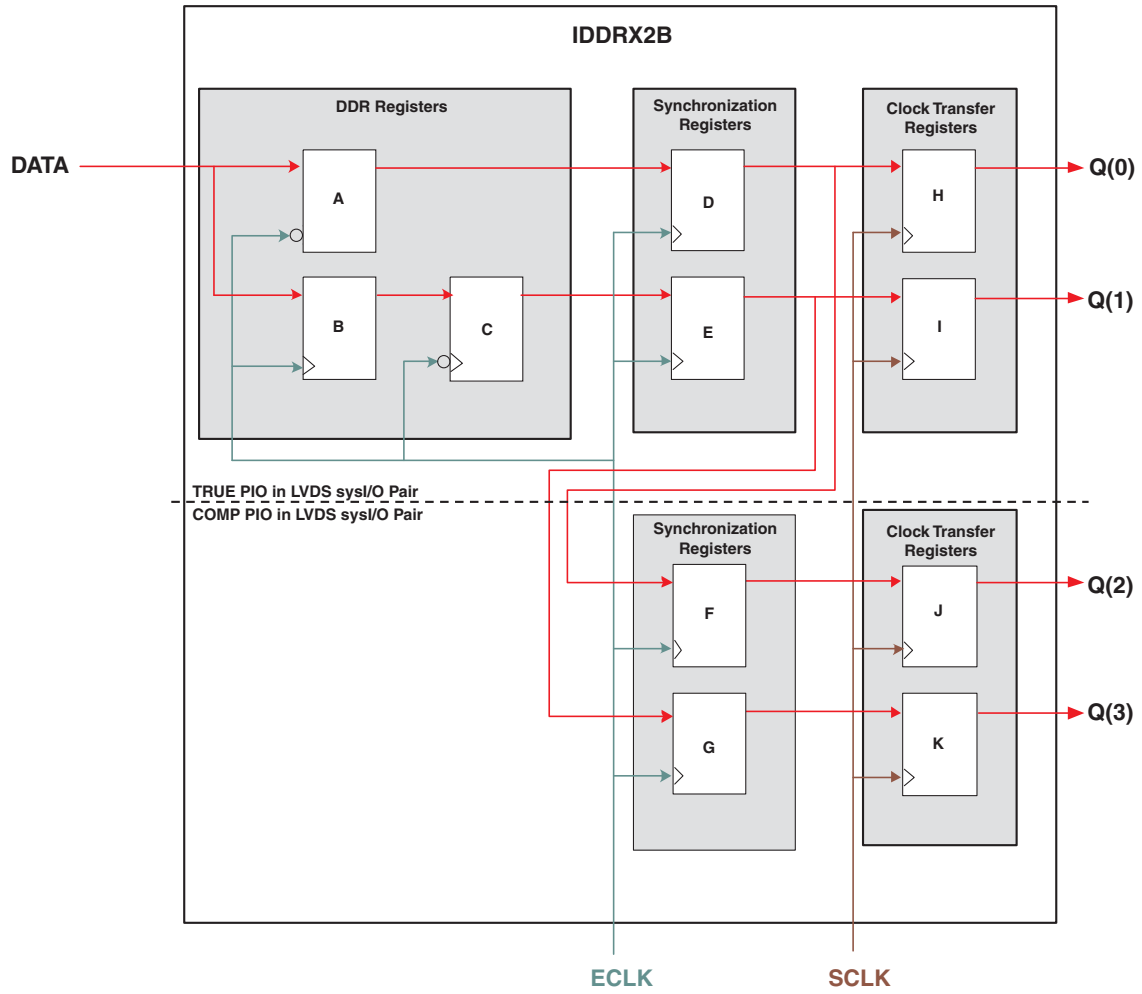 IDDRX2B
DDR Registers
Synchronization
Registers
Clock Transfer
Registers
DATA
A
D
H
Q(0)
B
C
E
I
Q(1)
TRUE PIO in LVDS sysI/O Pair
COMP PIO in LVDS sysI/O Pair
Synchronization
Registers
Clock Transfer
Registers
F
J
Q(2)
G
K
Q(3)
ECLK
SCLK